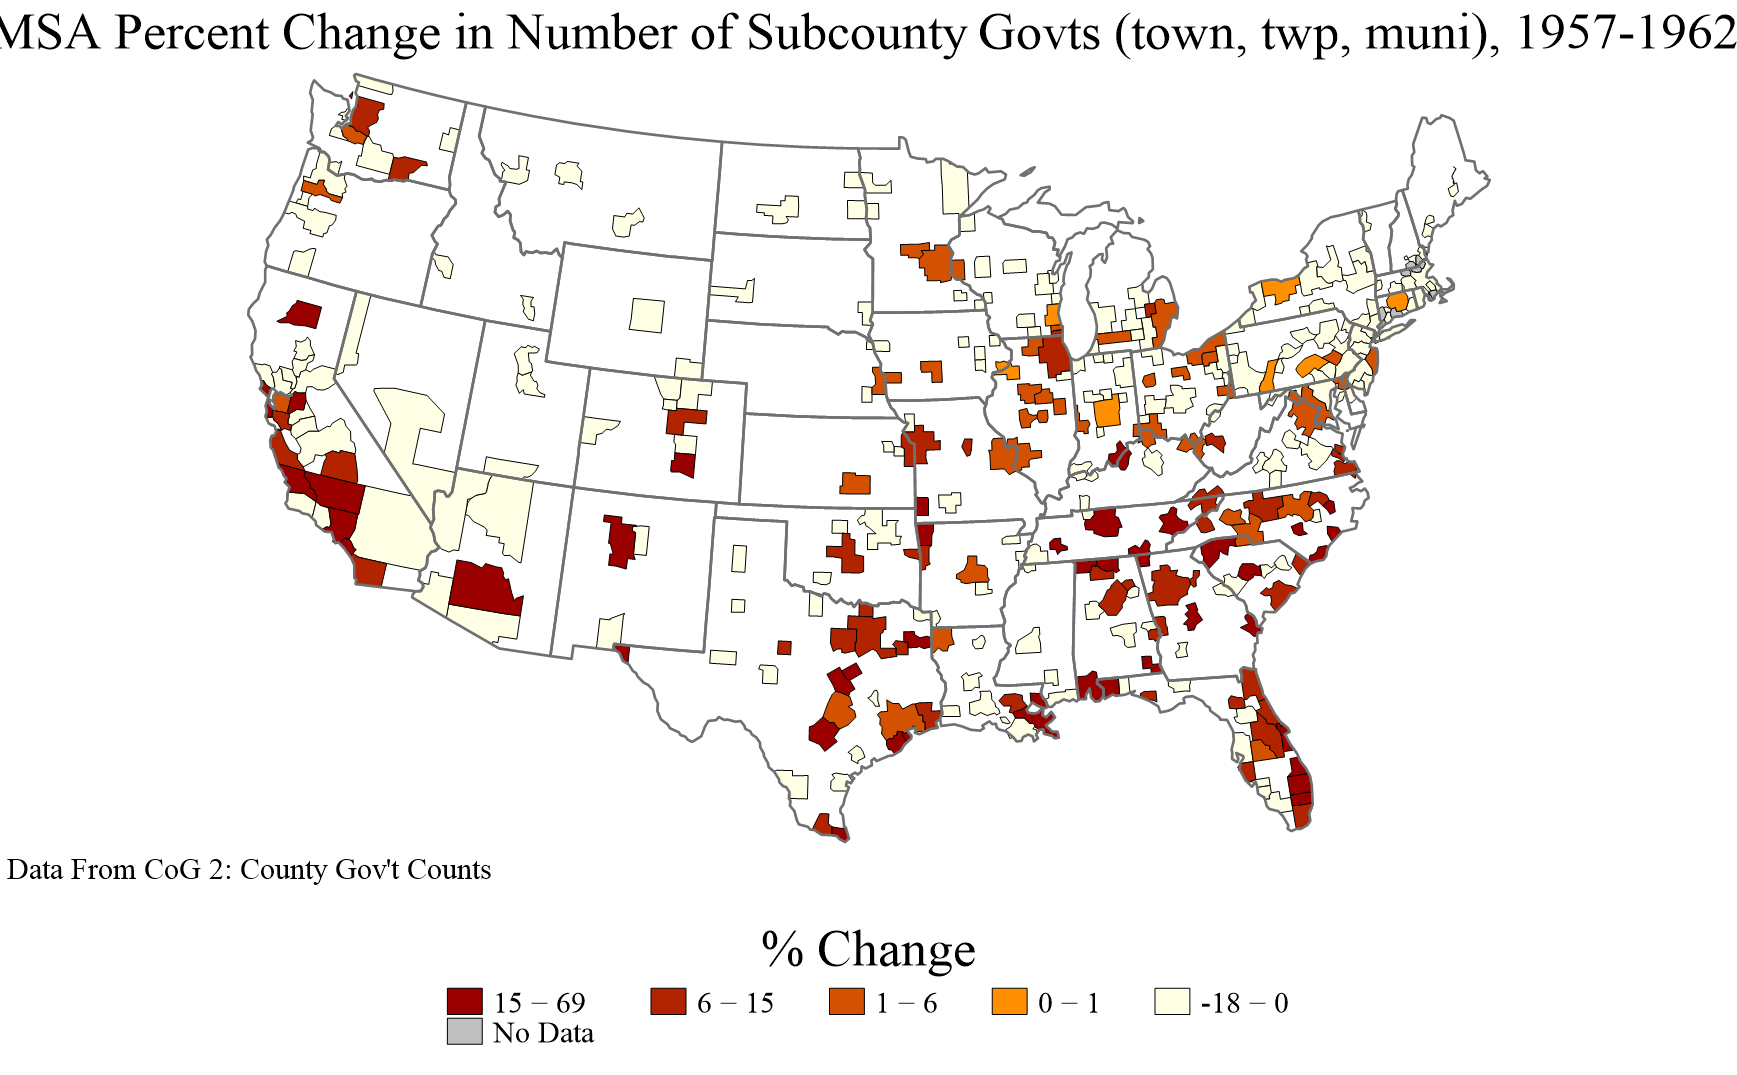 MSA Percent Change in Number of Subcounty Govts (town, twp, muni), 1957-1962
Data From CoG 2: County Gov't Counts
% Change
15 – 69 6 – 15 1 – 6 0 – 1 -18 – 0
No Data